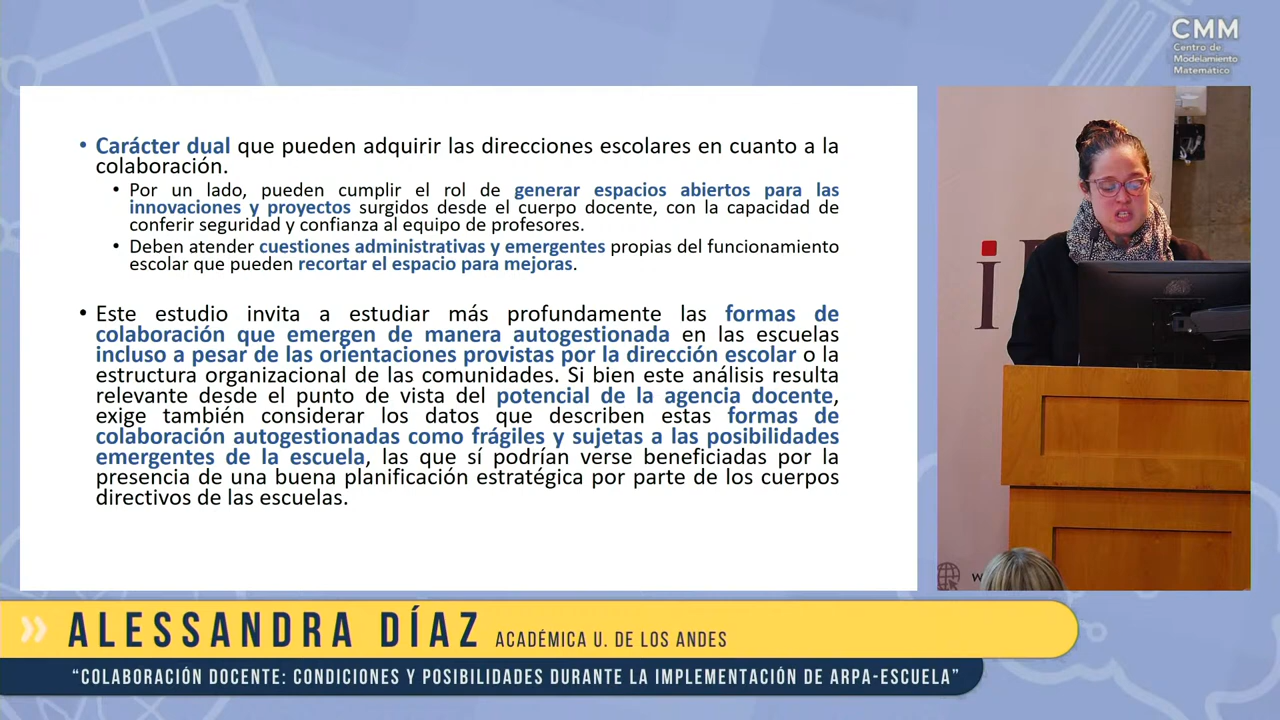 CMM
Centro de
Modelamiento
Matemático
• Carácter dual que pueden adquirir las direcciones escolares en cuanto a la
colaboración.
• Por un lado, pueden cumplir el rol de generar espacios abiertos para las
innovaciones y proyectos surgidos desde el cuerpo docente, con la capacidad de
conferir seguridad y confianza al equipo de profesores.
• Deben atender cuestiones administrativas y emergentes propias del funcionamiento
escolar que pueden recortar el espacio para mejoras.
• Este estudio invita a estudiar más profundamente las formas de
colaboración que emergen de manera autogestionada en las escuelas
incluso a pesar de las orientaciones provistas por la dirección escolar o la
estructura organizacional de las comunidades. Si bien este análisis resulta
relevante desde el punto de vista del potencial de la agencia docente,
exige también considerar los datos que describen estas formas de
colaboración autogestionadas como frágiles y sujetas a las posibilidades
emergentes de la escuela, las que sí podrían verse beneficiadas por la
presencia de una buena planificación estratégica por parte de los cuerpos
directivos de las escuelas.
ALESSANDRA DÍAZ ACADÉMICA U. DE LOS ANDES
“COLABORACIÓN DOCENTE: CONDICIONES Y POSIBILIDADES DURANTE LA IMPLEMENTACIÓN DE ARPA-ESCUELA”